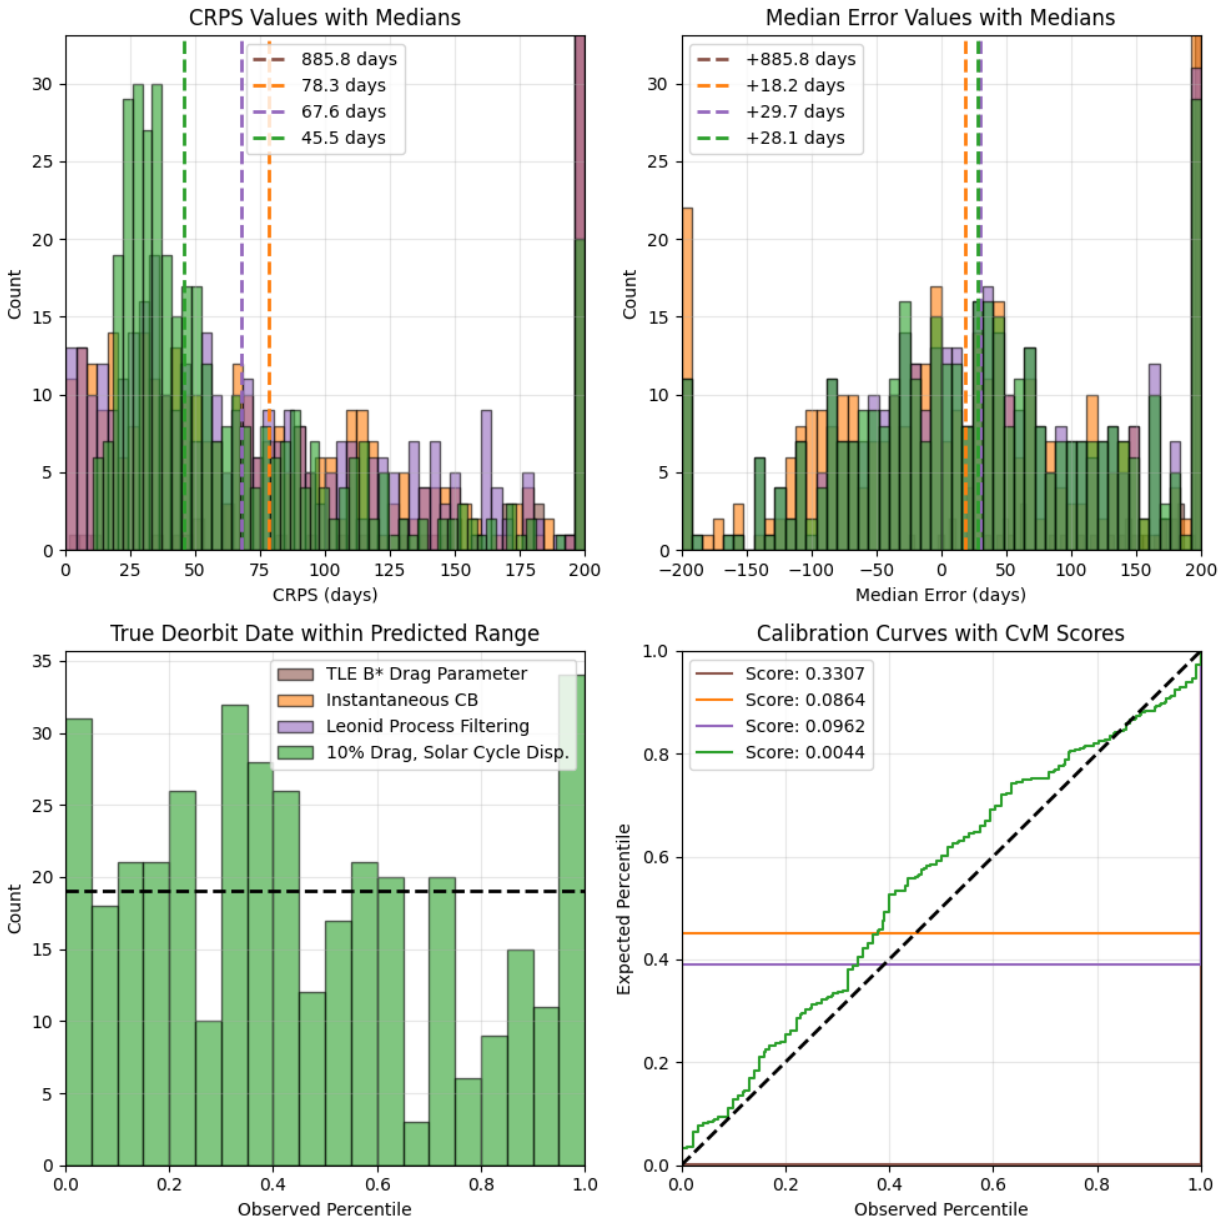 CRPS Values with Medians
885.8 days
78.3 days
67.6 days
45.5 days
30
25
20
15
10
5
0
Count
0 25 50 75 100 125 150 175 200
CRPS (days)
Median Error Values with Medians
+885.8 days
+18.2 days
+29.7 days
+28.1 days
30
25
20
15
10
5
0
Count
−200 −150 −100 −50 0 50 100 150 200
Median Error (days)
True Deorbit Date within Predicted Range
TLE B* Drag Parameter
Instantaneous CB
Leonid Process Filtering
10% Drag, Solar Cycle Disp.
35
30
25
20
15
10
5
0
Count
0.0 0.2 0.4 0.6 0.8 1.0
Observed Percentile
Calibration Curves with CvM Scores
Score: 0.3307
Score: 0.0864
Score: 0.0962
Score: 0.0044
1.0
0.8
0.6
0.4
0.2
0.0
Expected Percentile
0.0 0.2 0.4 0.6 0.8 1.0
Observed Percentile